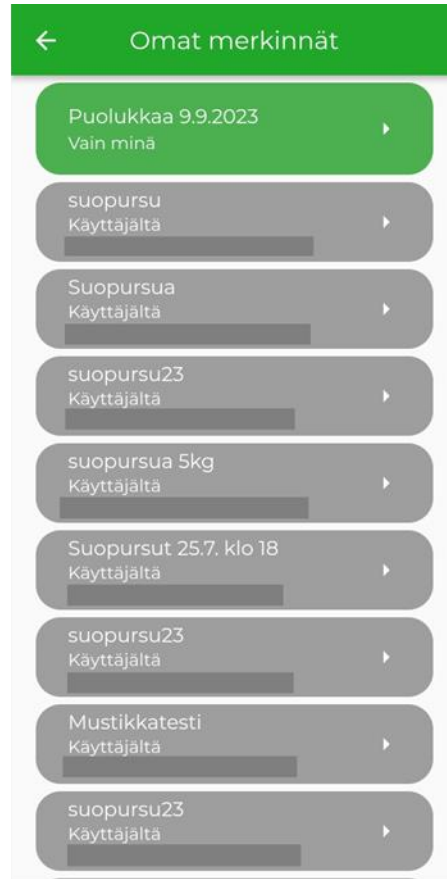 Omat merkinnät
Puolukkaa 9.9.2023
Vain minä
suopursu
Käyttäjältä
Suopursua
Käyttäjältä
suopursu23
Käyttäjältä
suopursua 5kg
Käyttäjältä
Suopursut 25.7. klo 18
Käyttäjältä
suopursu23
Käyttäjältä
Mustikkatesti
Käyttäjältä
suopursu23
Käyttäjältä